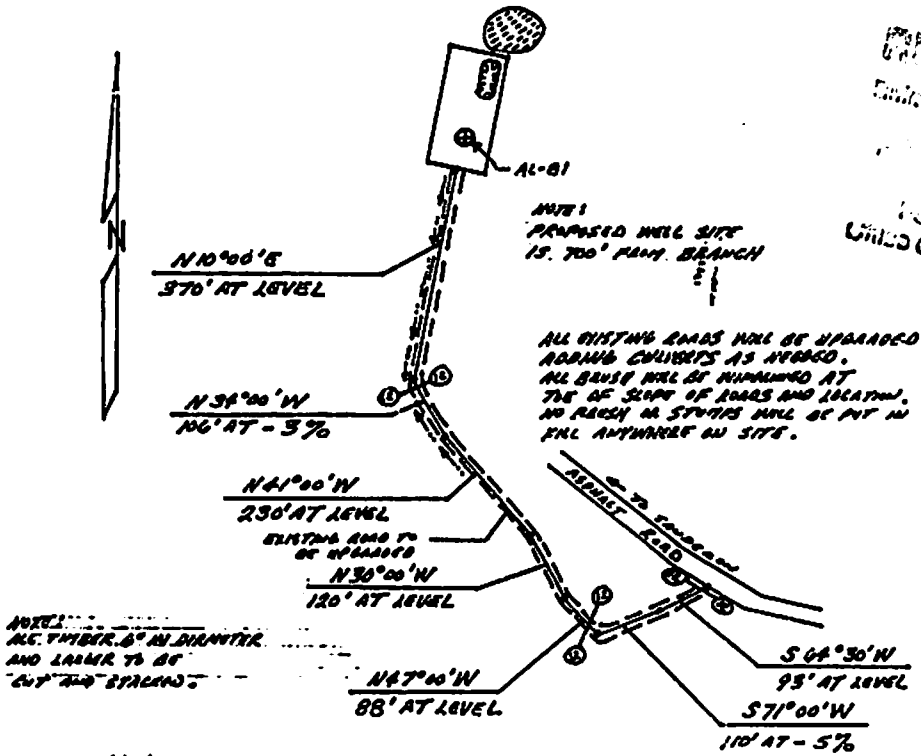 AL-81
NOTE:
PROPOSED WELL SITE
IS 700' FROM BRANCH
N
N 10°00' E
370' AT LEVEL
ALL EXISTING ROADS WILL BE UPGRADED
ADDING CULVERTS AS NEEDED.
ALL BRUSH WILL BE WINDROWED AT
TOE OF SLOPE OF ROADS AND LOCATION.
NO BRUSH OR STUMPS WILL BE PUT IN
FILL ANYWHERE ON SITE.
N 34°00' W
106' AT - 3%
N 41°00' W
230' AT LEVEL
EXISTING ROAD TO
BE UPGRADED
TO
ASPHALT ROAD
N 30°00' W
120' AT LEVEL
NOTE:
ALL TIMBER 6" IN DIAMETER
AND LARGER TO BE
CUT AND STACKED.
N 47°00' W
88' AT LEVEL
S 64°30' W
93' AT LEVEL
S 71°00' W
110' AT - 5%